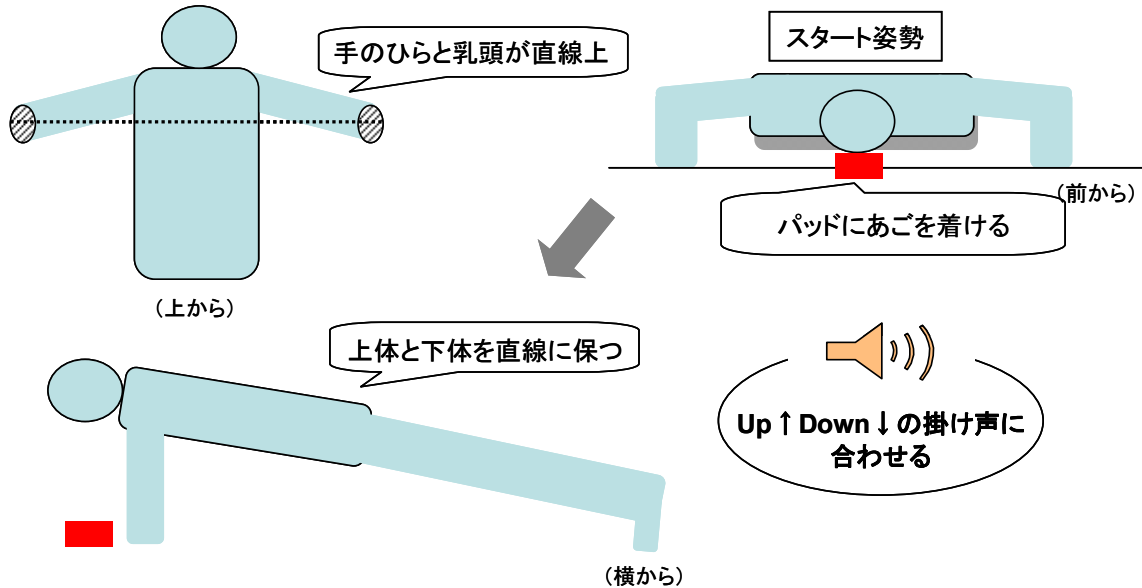 手のひらと乳頭が直線上
スタート姿勢
(前から)
パッドにあごを着ける
(上から)
上体と下体を直線に保つ
Up↑Down↓の掛け声に
合わせる
(横から)